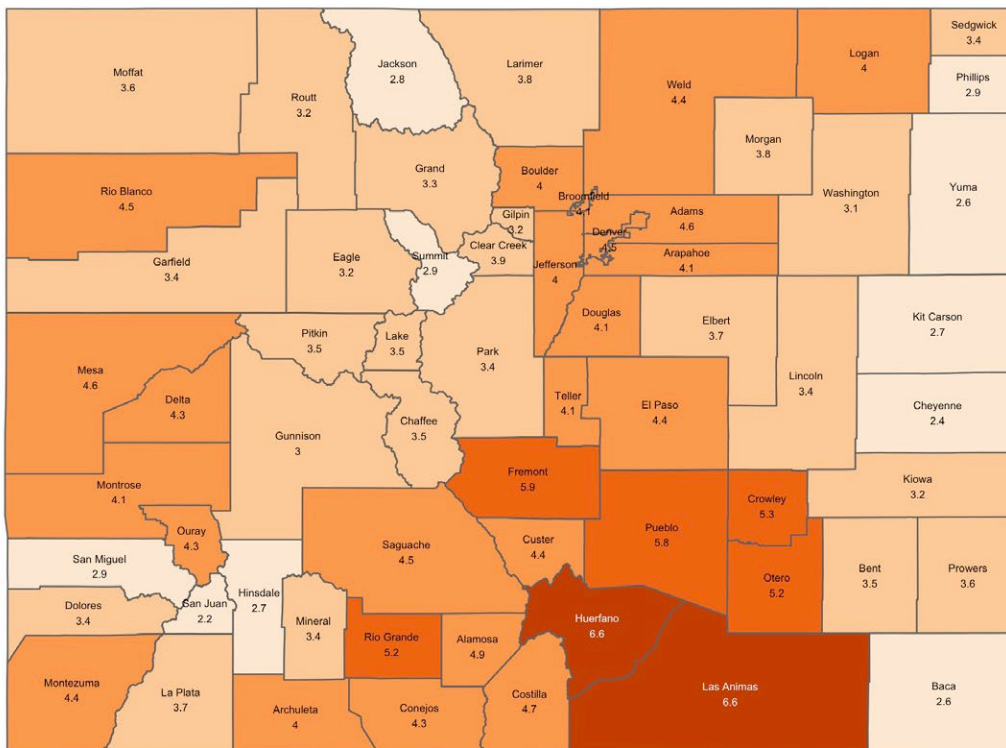 Moffat
3.6
Routt
3.2
Jackson
2.8
Larimer
3.8
Weld
4.4
Logan
4
Sedgwick
3.4
Phillips
2.9
Morgan
3.8
Yuma
2.6
Washington
3.1
Rio Blanco
4.5
Grand
3.3
Boulder
4
Broomfield
4.1
Gilpin
3.2
Adams
4.6
Denver
4.5
Clear Creek
3.9
Jefferson
4
Arapahoe
4.1
Garfield
3.4
Eagle
3.2
Summit
2.9
Douglas
4.1
Elbert
3.7
Kit Carson
2.7
Mesa
4.6
Pitkin
3.5
Lake
3.5
Park
3.4
Lincoln
3.4
Delta
4.3
Teller
4.1
El Paso
4.4
Cheyenne
2.4
Gunnison
3
Chaffee
3.5
Montrose
4.1
Fremont
5.9
Crowley
5.3
Kiowa
3.2
Ouray
4.3
Saguache
4.5
Custer
4.4
Pueblo
5.8
San Miguel
2.9
Otero
5.2
Bent
3.5
Prowers
3.6
Dolores
3.4
San Juan
2.2
Hinsdale
2.7
Mineral
3.4
Rio Grande
5.2
Alamosa
4.9
Huerfano
6.6
Montezuma
4.4
La Plata
3.7
Archuleta
4
Conejos
4.3
Costilla
4.7
Las Animas
6.6
Baca
2.6